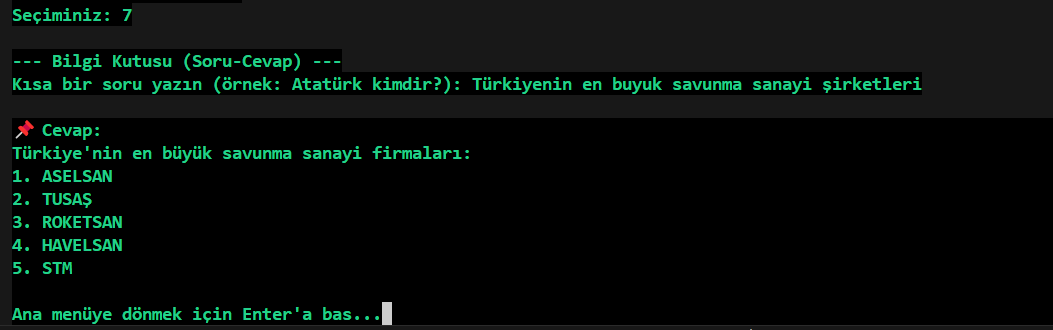 Seçiminiz: 7
--- Bilgi Kutusu (Soru-Cevap) ---
Kısa bir soru yazın (örnek: Atatürk kimdir?): Türkiyenin en buyuk savunma sanayi şirketleri
📌 Cevap:
Türkiye'nin en büyük savunma sanayi firmaları:
1. ASELSAN
2. TUSAŞ
3. ROKETSAN
4. HAVELSAN
5. STM
Ana menüye dönmek için Enter'a bas...